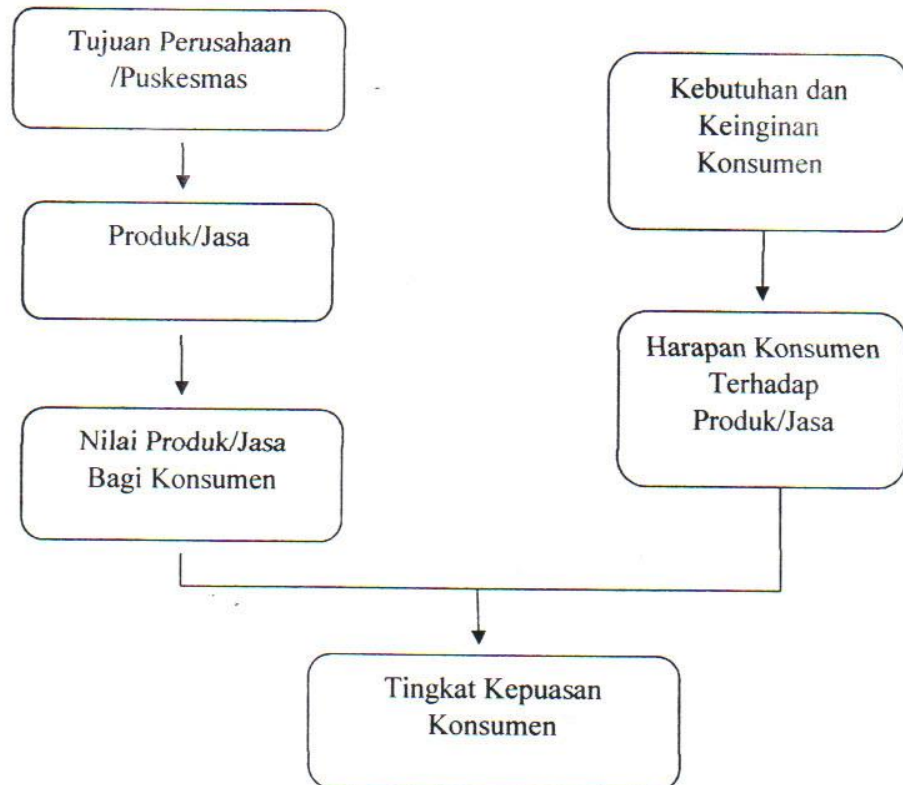 Tujuan Perusahaan
/Puskesmas
Produk/Jasa
Nilai Produk/Jasa
Bagi Konsumen
Kebutuhan dan
Keinginan
Konsumen
Harapan Konsumen
Terhadap
Produk/Jasa
Tingkat Kepuasan
Konsumen